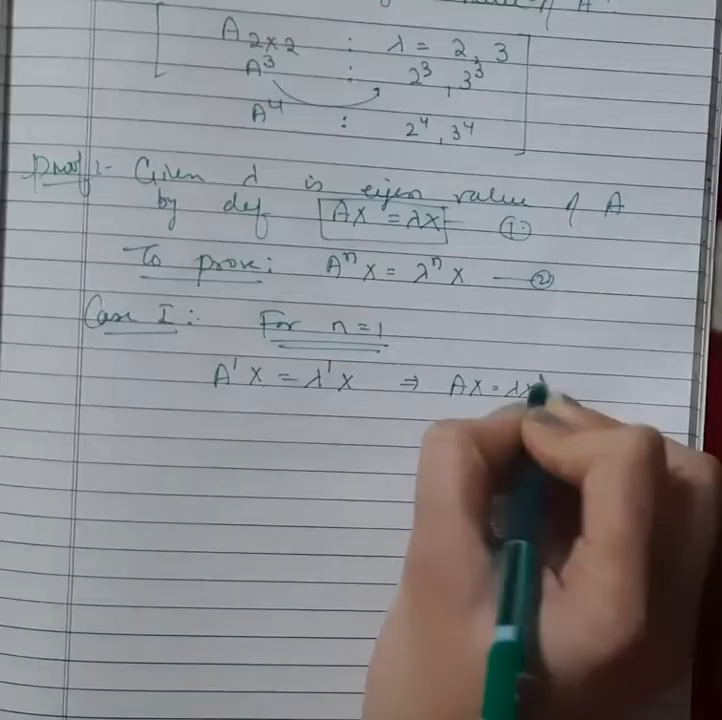 A
A₂ₓ₂ : λ = 2, 3
A³ : 2³, 3³
A⁴ : 2⁴, 3⁴
Proof :- Given λ is eigen value of A
by def AX = λX — ①
To prove: Aⁿ X = λⁿ X — ②
Case I :- For n = 1
A¹ X = λ¹ X ⇒ AX = λX